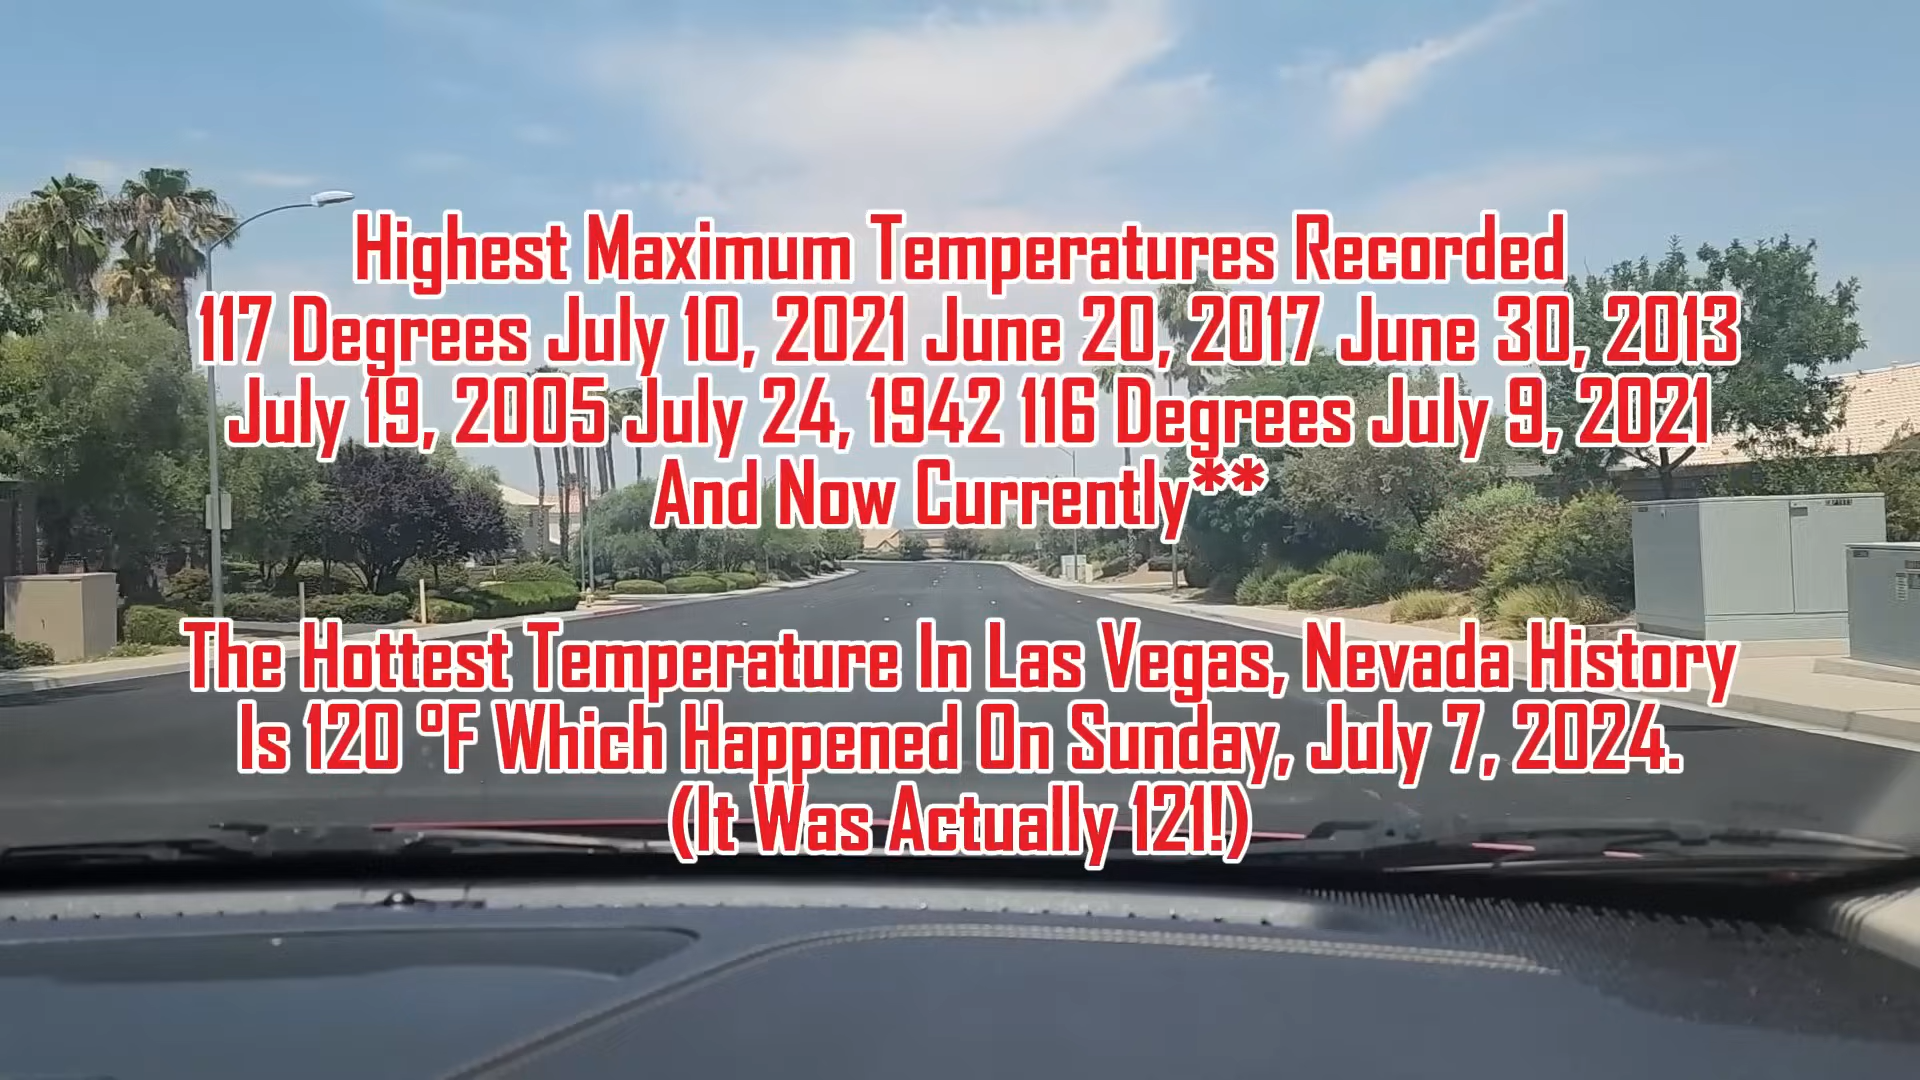 Highest Maximum Temperatures Recorded
117 Degrees July 10, 2021 June 20, 2017 June 30, 2013
July 19, 2005 July 24, 1942 116 Degrees July 9, 2021
And Now Currently**
The Hottest Temperature In Las Vegas, Nevada History
Is 120 °F Which Happened On Sunday, July 7, 2024.
(It Was Actually 121!)